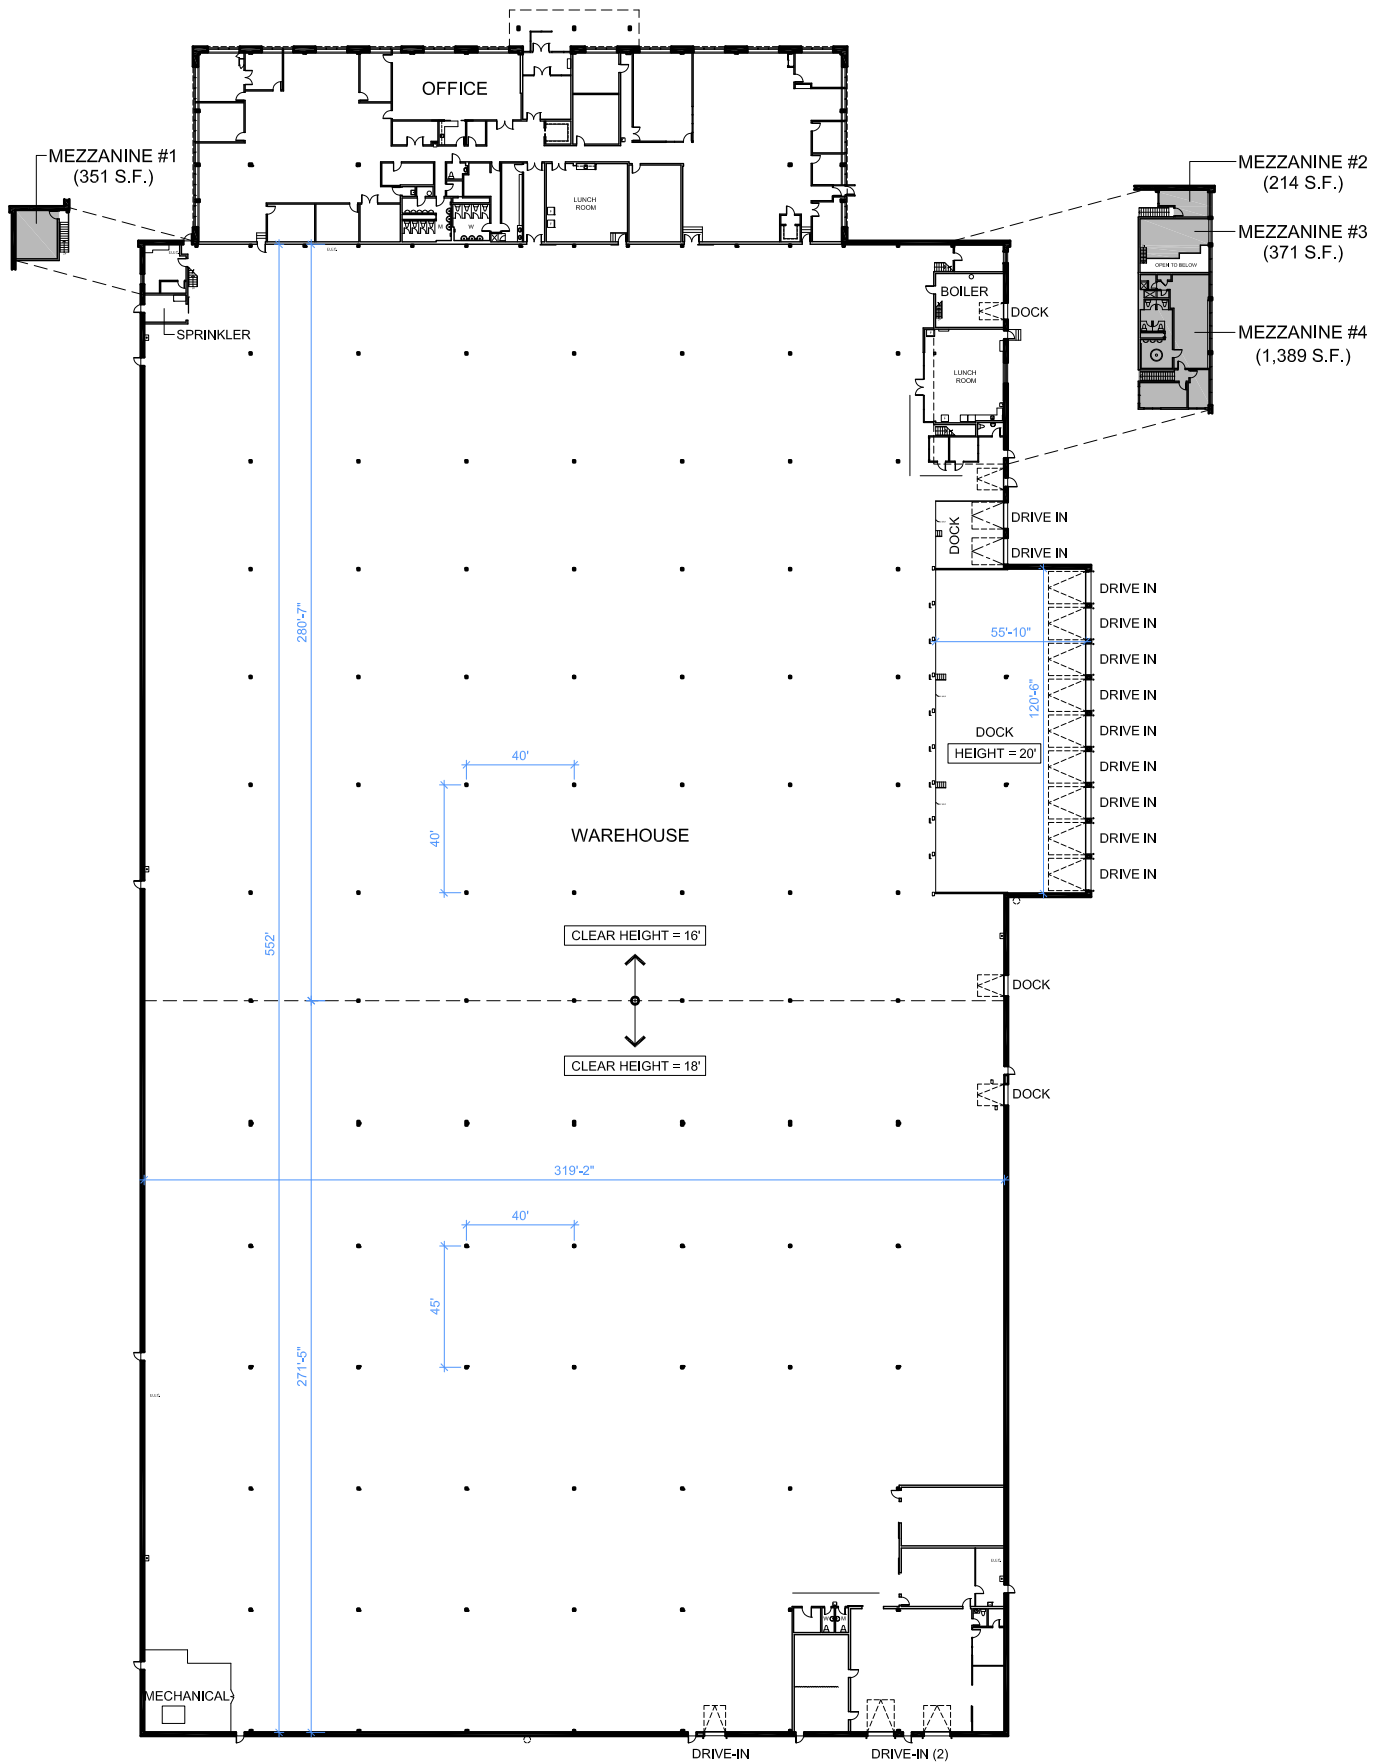 OFFICE
MEZZANINE #1
(351 S.F.)
MEZZANINE #2
(214 S.F.)
LUNCH
ROOM
M
W
MEZZANINE #3
(371 S.F.)
OPEN TO BELOW
BOILER
DOCK
SPRINKLER
MEZZANINE #4
(1,389 S.F.)
LUNCH
ROOM
DRIVE IN
DOCK
DRIVE IN
DRIVE IN
280'-7"
DRIVE IN
55'-10"
DRIVE IN
120'-6"
DRIVE IN
DOCK
DRIVE IN
HEIGHT = 20'
40'
DRIVE IN
DRIVE IN
40'
WAREHOUSE
DRIVE IN
DRIVE IN
552'
CLEAR HEIGHT = 16'
DOCK
CLEAR HEIGHT = 18'
DOCK
319'-2"
40'
45'
271'-5"
W
M
MECHANICAL
DRIVE-IN
DRIVE-IN (2)